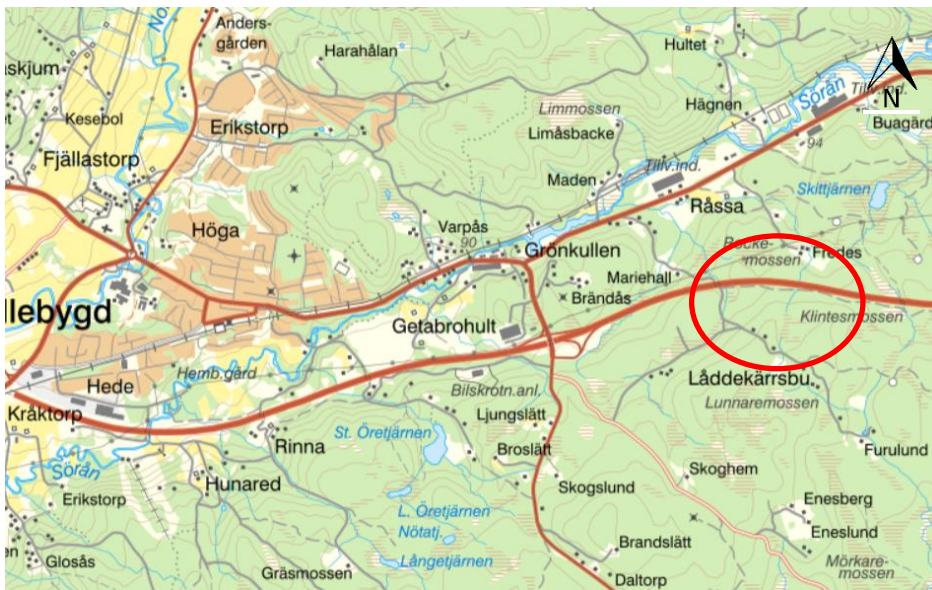 Anders-
gården
Harahålan
Hultet
Sörån
Tillv.ind.
N
Hägnen
Buagärd
Limmossen
Limåsbacke
94
Kesebol
Erikstorp
Fjällastorp
Tillv.ind.
Maden
Skittjärnen
Råssa
Höga
Varpås
90
Grönkullen
Fredes
mossen
Mariehall
Brändås
llebygd
Getabrohult
Klintesmossen
Hemb.gård
Hede
Bilskrotn.anl.
Låddekärrsbu.
Lunnaremossen
Kråktorp
Ljungslätt
St. Öretjärnen
Rinna
Broslätt
Furulund
Sörån
Skoghem
Hunared
Skogslund
Erikstorp
Enesberg
L. Öretjärnen
Nötatj.
Eneslund
Brandslätt
Glosås
Långetjärnen
Mörkare-
mossen
Gräsmossen
Daltorp